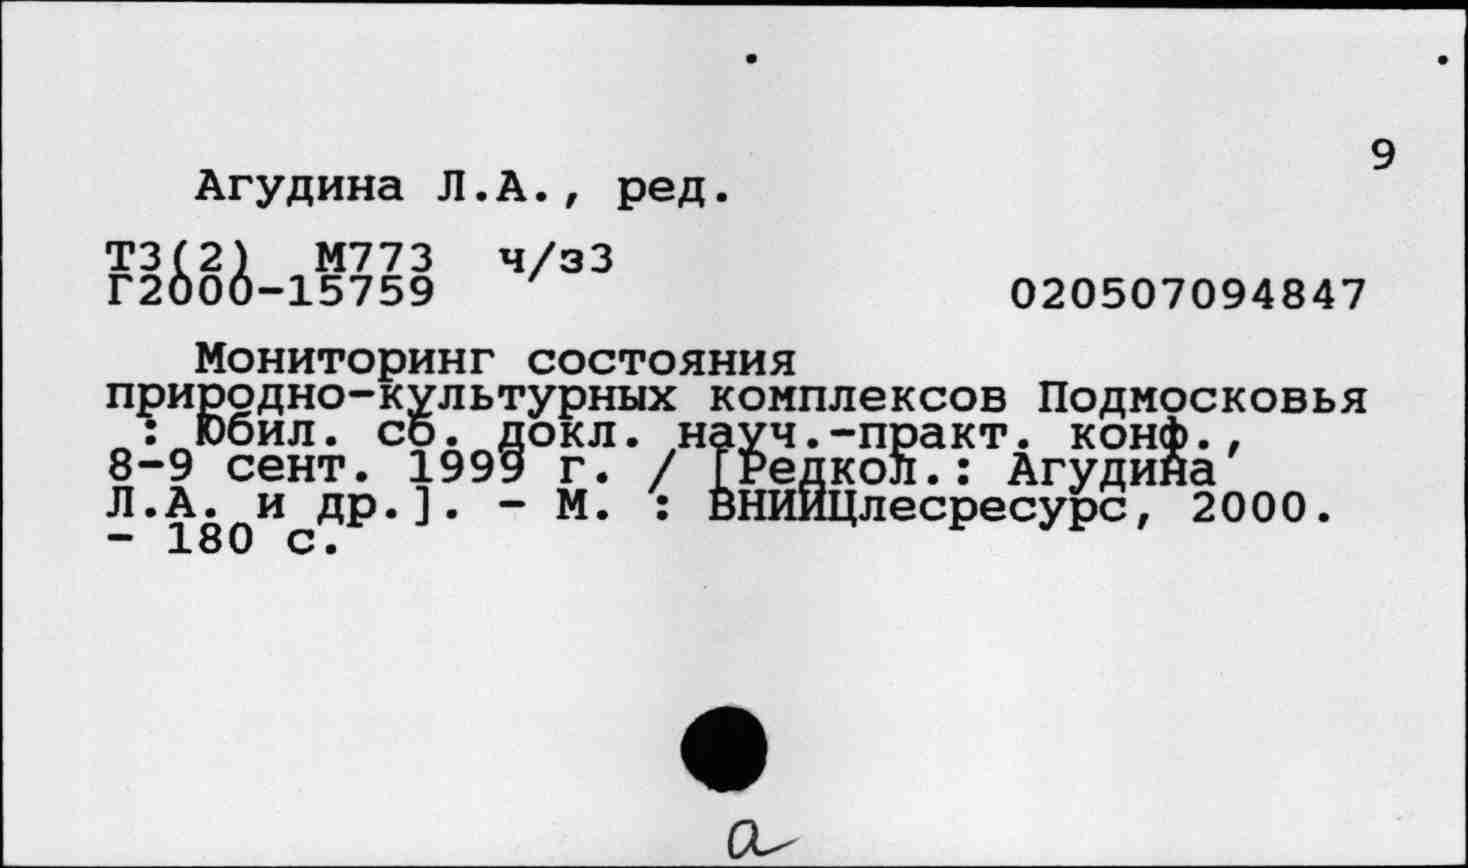 9
Агудина Л.А., ред.
Т3(2) М773 ч/з3
Г2000-15759 020507094847
Мониторинг состояния
природно-культурных комплексов Подмосковья
: Юбил. сб. докл. науч.-практ. конф.,
8-9 сент. 1999 г. / [Редкол.: Агудина
Л.А. и др.]. - М. : ВНИИЦлесресурс, 2000.
- 180 с.
а